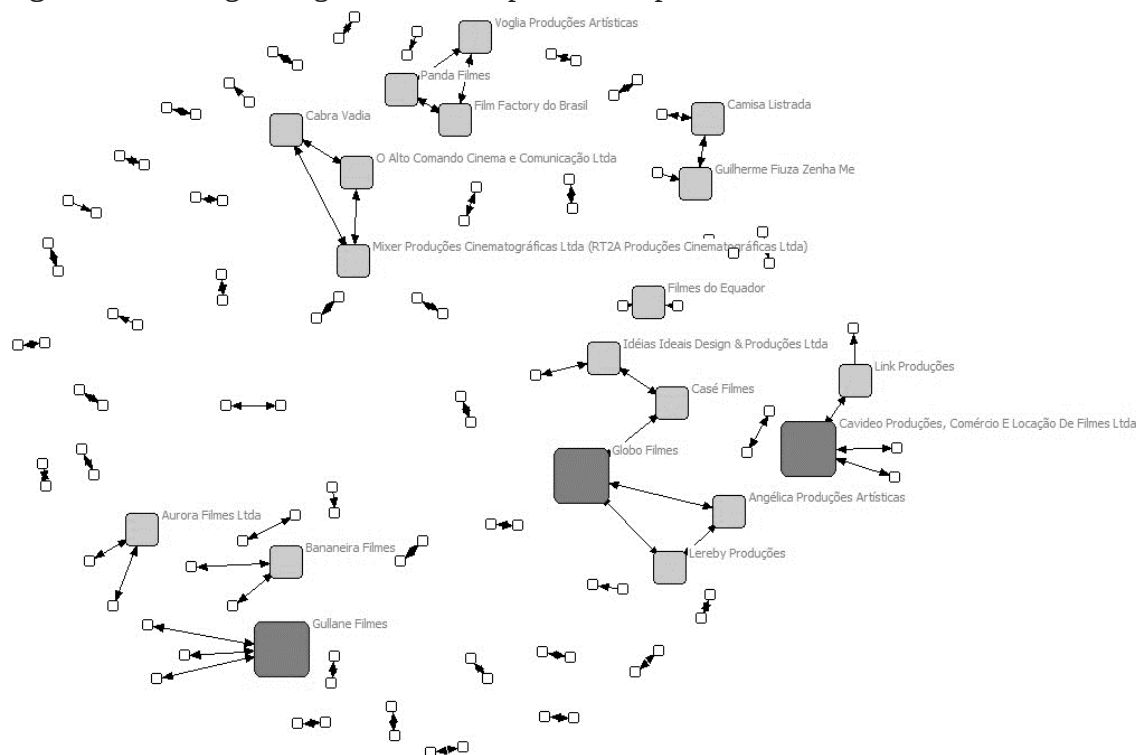 Voglia Produções Artísticas
Panda Filmes
Film Factory do Brasil
Camisa Listrada
Cabra Vadia
O Alto Comando Cinema e Comunicação Ltda
Guilherme Fiuza Zenha Me
Mixer Produções Cinematográficas Ltda (RT2A Produções Cinematográficas Ltda)
Filmes do Equador
Idéias Ideais Design & Produções Ltda
Link Produções
Casé Filmes
Cavideo Produções, Comércio E Locação De Filmes Ltda
Globo Filmes
Angélica Produções Artísticas
Aurora Filmes Ltda
Bananeira Filmes
Lereby Produções
Gullane Filmes